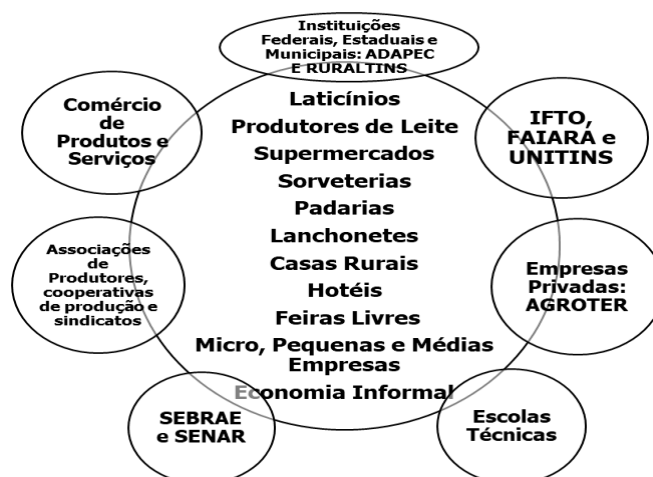 Instituições
Federais, Estaduais e
Municipais: ADAPEC
E RURALTINS
Comércio
de
Produtos e
Serviços
IFTO,
FAIARA e
UNITINS
Laticínios
Produtores de Leite
Supermercados
Sorveterias
Padarias
Lanchonetes
Casas Rurais
Hotéis
Feiras Livres
Micro, Pequenas e Médias
Empresas
Economia Informal
Associações
de
Produtores,
cooperativas
de produção e
sindicatos
Empresas
Privadas:
AGROTER
SEBRAE
e SENAR
Escolas
Técnicas